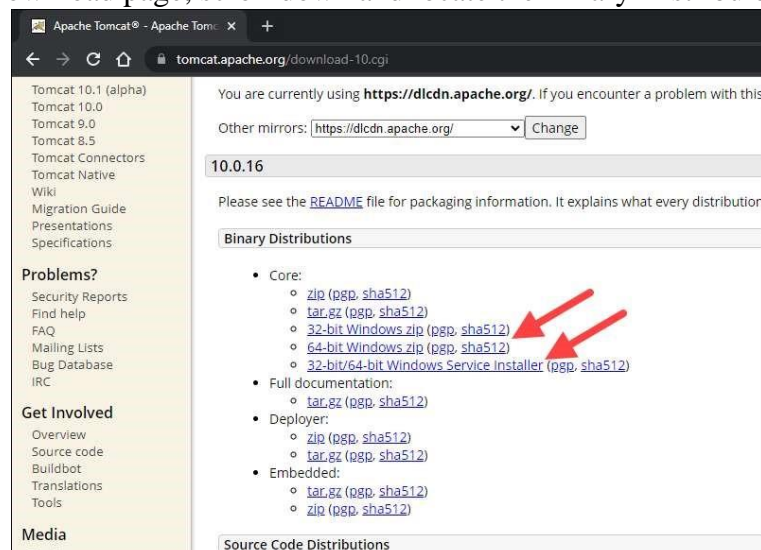 Apache Tomcat® - Apache Tomc
tomcat.apache.org/download-10.cgi
Tomcat 10.1 (alpha)
Tomcat 10.0
Tomcat 9.0
Tomcat 8.5
Tomcat Connectors
Tomcat Native
Wiki
Migration Guide
Presentations
Specifications
Problems?
Security Reports
Find help
FAQ
Mailing Lists
Bug Database
IRC
Get Involved
Overview
Source code
Buildbot
Translations
Tools
Media
You are currently using https://dlcdn.apache.org/. If you encounter a problem with this
Other mirrors: https://dlcdn.apache.org/ Change
10.0.16
Please see the README file for packaging information. It explains what every distribution
Binary Distributions
Core:
zip (pgp, sha512)
tar.gz (pgp, sha512)
32-bit Windows zip (pgp, sha512)
64-bit Windows zip (pgp, sha512)
32-bit/64-bit Windows Service Installer (pgp, sha512)
Full documentation:
tar.gz (pgp, sha512)
Deployer:
zip (pgp, sha512)
tar.gz (pgp, sha512)
Embedded:
tar.gz (pgp, sha512)
zip (pgp, sha512)
Source Code Distributions